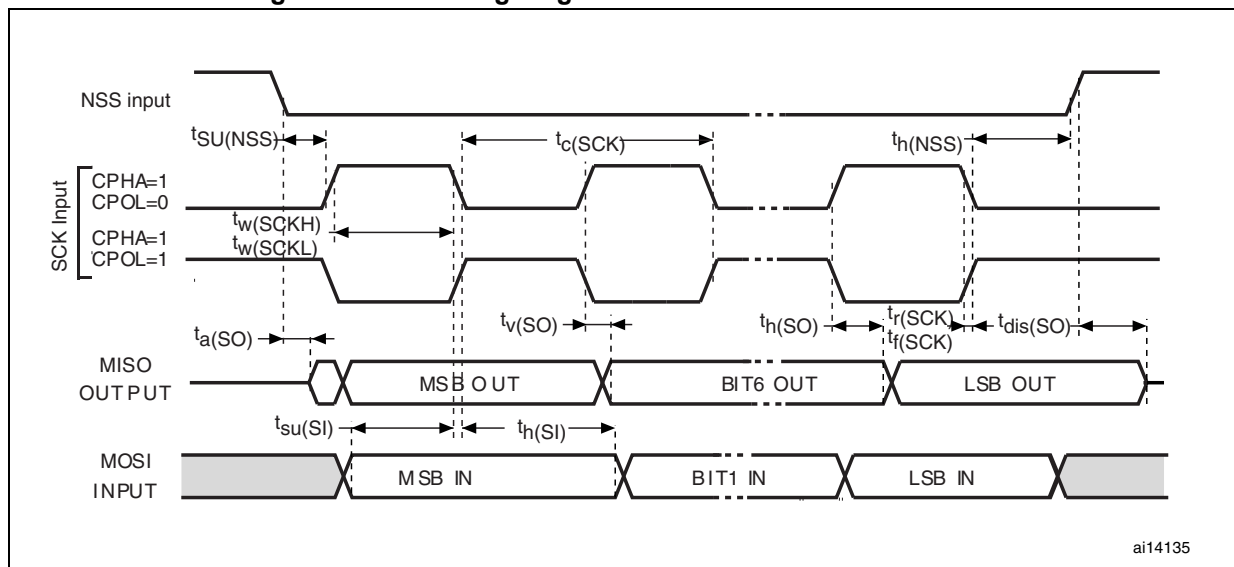 NSS input
tSU(NSS)
tc(SCK)
th(NSS)
SCK Input
CPHA=1
CPOL=0
tw(SCKH)
tw(SCKL)
CPHA=1
CPOL=1
ta(SO)
tv(SO)
th(SO)
tr(SCK)
tf(SCK)
tdis(SO)
MISO
OUTPUT
MSB OUT
BIT6 OUT
LSB OUT
tsu(SI)
th(SI)
MOSI
INPUT
MSB IN
BIT1 IN
LSB IN
ai14135